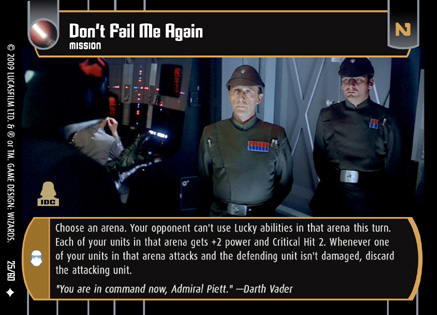 Don't Fail Me Again
MISSION
2
IDC
Choose an arena. Your opponent can't use Lucky abilities in that arena this turn.
Each of your units in that arena gets +2 power and Critical Hit 2. Whenever one
of your units in that arena attacks and the defending unit isn't damaged, discard
the attacking unit.
"You are in command now, Admiral Piett." —Darth Vader
© 2009 LUCASFILM LTD. & ® or TM. GAME DESIGN: WIZARDS.
25/60